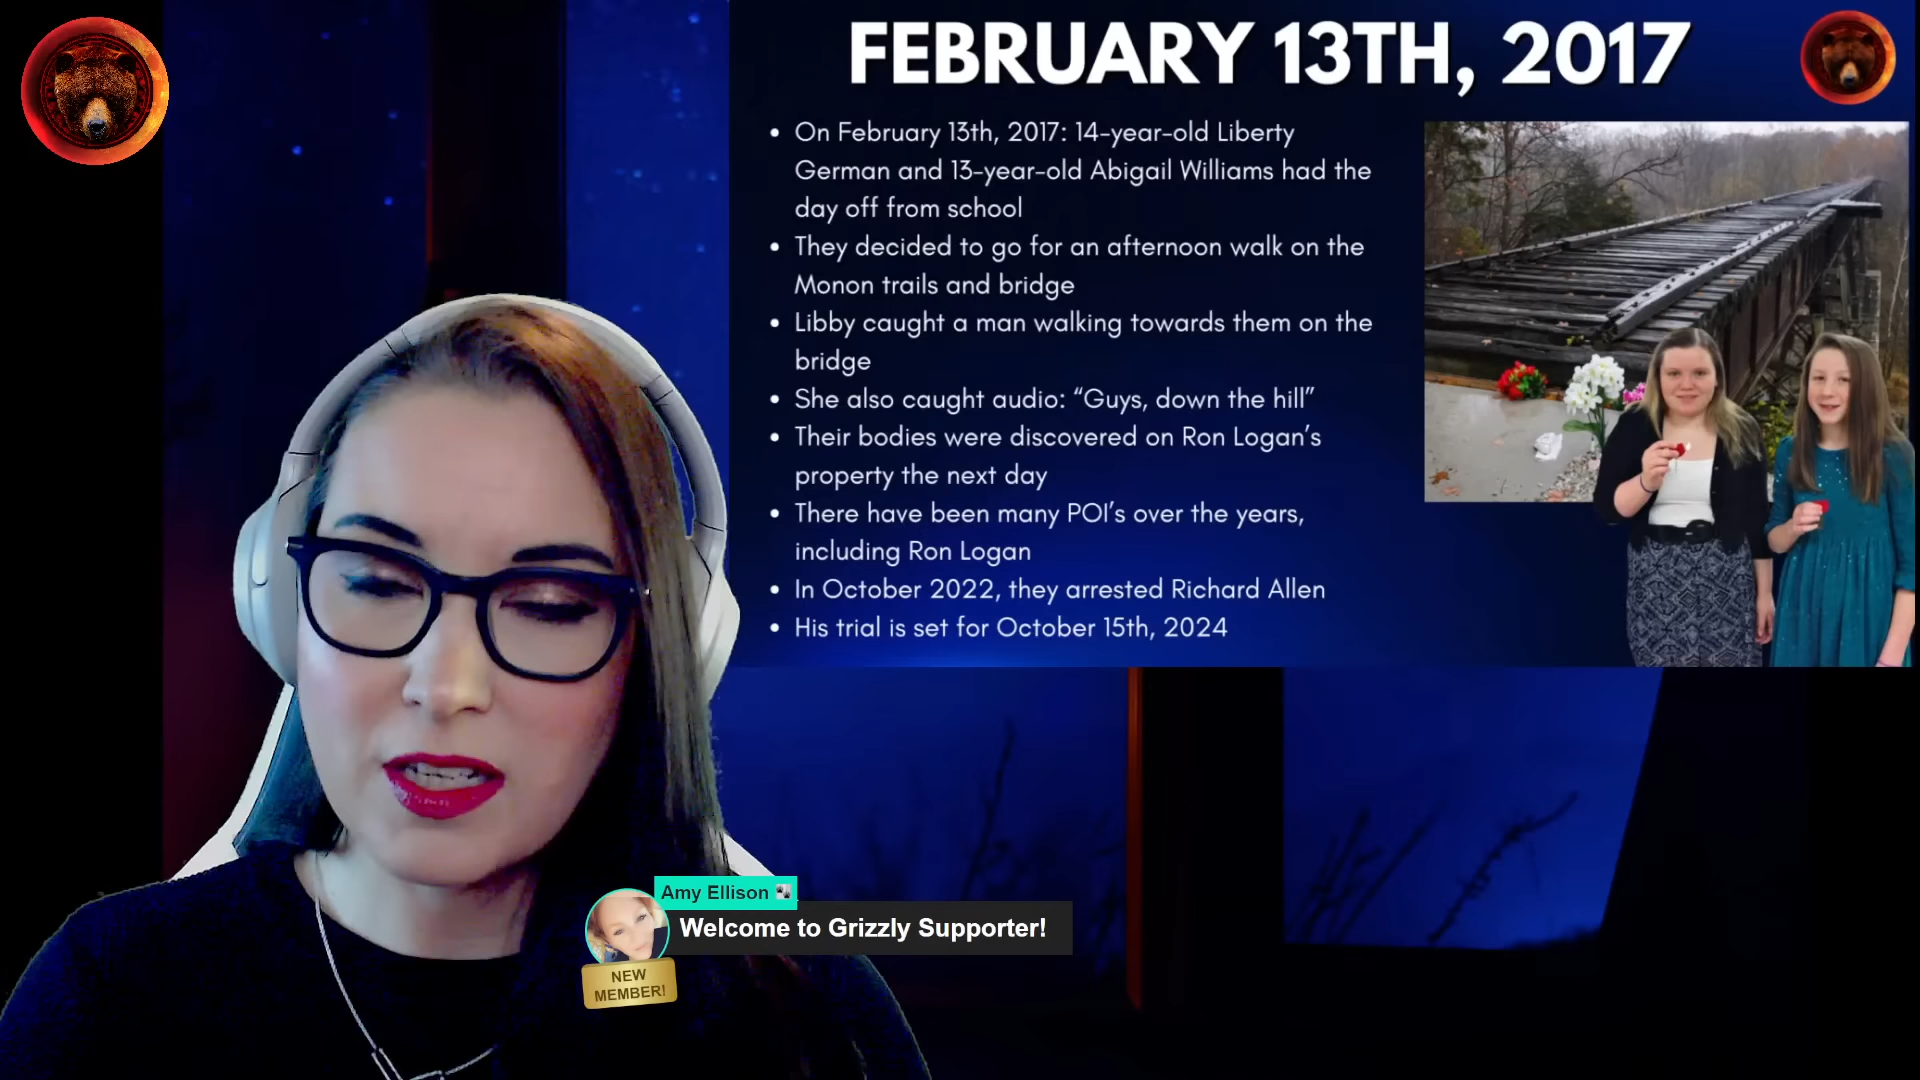 FEBRUARY 13TH, 2017
• On February 13th, 2017: 14-year-old Liberty
German and 13-year-old Abigail Williams had the
day off from school
• They decided to go for an afternoon walk on the
Monon trails and bridge
• Libby caught a man walking towards them on the
bridge
• She also caught audio: “Guys, down the hill”
• Their bodies were discovered on Ron Logan’s
property the next day
• There have been many POI’s over the years,
including Ron Logan
• In October 2022, they arrested Richard Allen
• His trial is set for October 15th, 2024
Amy Ellison
Welcome to Grizzly Supporter!
NEW
MEMBER!